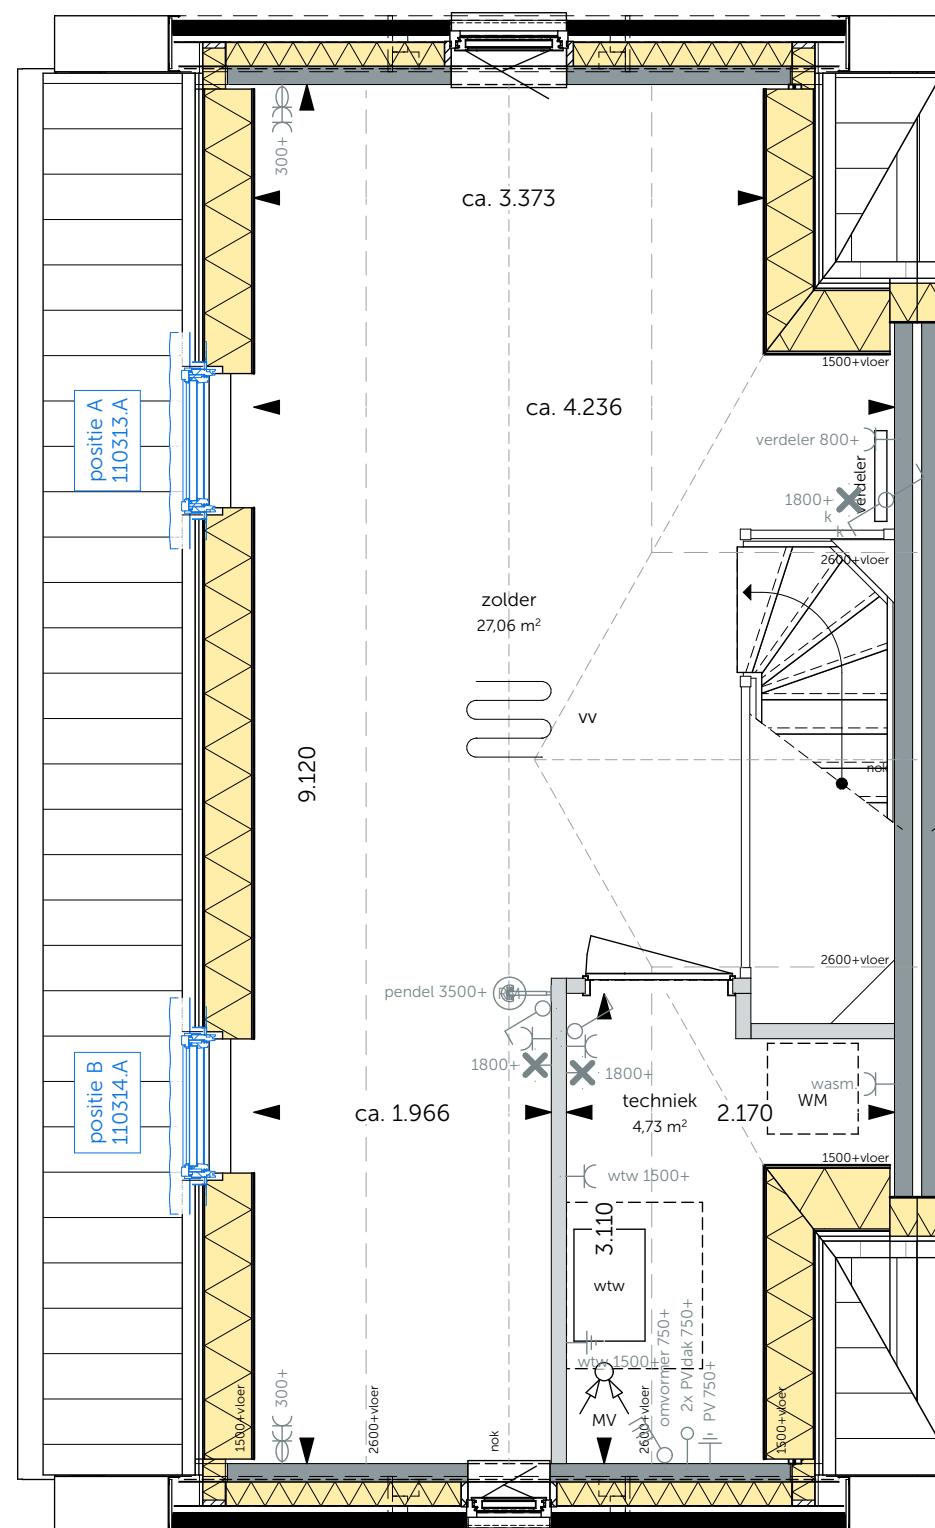 300+
ca. 3.373
1500+vloer
ca. 4.236
positie A
110313.A
verdeler 800+
verdeler
1800+
k
k
2600+vloer
zolder
27,06 m²
vv
9.120
nok
2600+vloer
pendel 3500+
RM
1800+
1800+
techniek
4,73 m²
wasm.
WM
positie B
110314.A
ca. 1.966
2.170
1500+vloer
wtw 1500+
3.110
wtw
wtw 1500+
omvormer 750+
2x PVdak 750+
PV 750+
MV
300+
1500+vloer
2600+vloer
nok
2600+vloer
1500+vloer